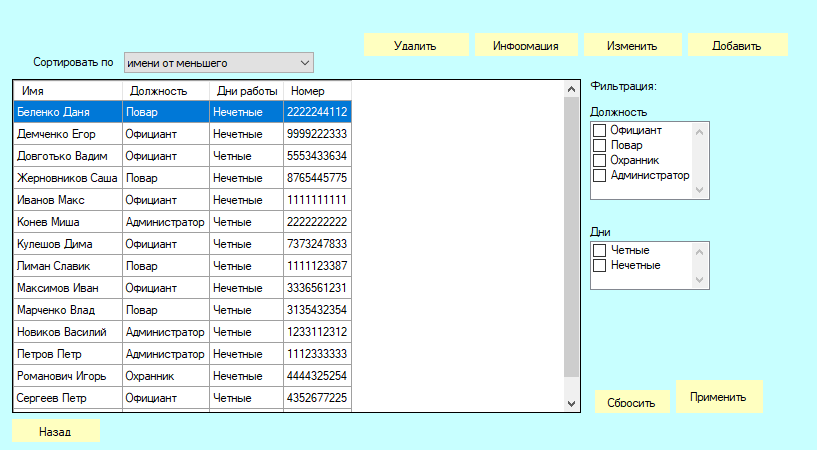 Удалить Информация Изменить Добавить
Сортировать по имени от меньшего
Имя Должность Дни работы Номер
Беленко Даня Повар Нечетные 2222244112
Демченко Егор Официант Нечетные 9999222333
Довготько Вадим Официант Четные 5553433634
Жерновников Саша Повар Нечетные 8765445775
Иванов Макс Официант Нечетные 1111111111
Конев Миша Администратор Четные 2222222222
Кулешов Дима Официант Четные 7373247833
Лиман Славик Повар Четные 1111123387
Максимов Иван Официант Нечетные 3336561231
Марченко Влад Повар Четные 3135432354
Новиков Василий Администратор Четные 1233112312
Петров Петр Администратор Нечетные 1112333333
Романович Игорь Охранник Нечетные 4444325254
Сергеев Петр Официант Четные 4352677225
Фильтрация:
Должность
Официант
Повар
Охранник
Администратор
Дни
Четные
Нечетные
Сбросить Применить
Назад